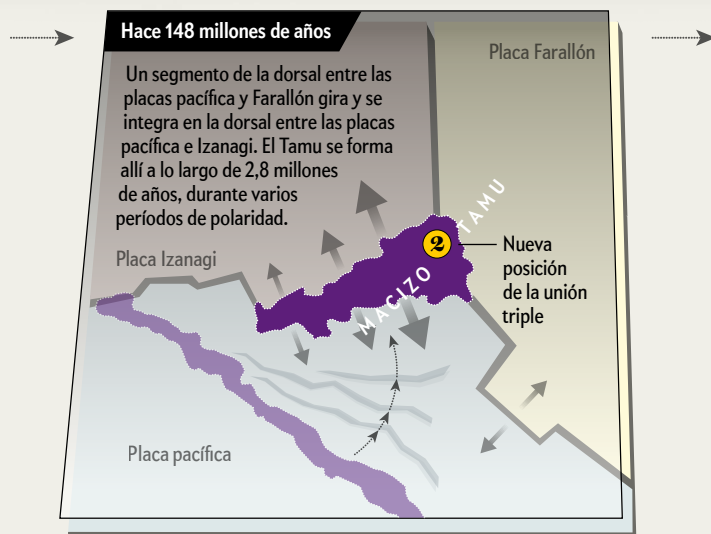 Hace 148 millones de años
Un segmento de la dorsal entre las
placas pacífica y Farallón gira y se
integra en la dorsal entre las placas
pacífica e Izanagi. El Tamu se forma
allí a lo largo de 2,8 millones
de años, durante varios
períodos de polaridad.
Placa Farallón
Placa Izanagi
MACIZO TAMU
2
Nueva
posición
de la unión
triple
Placa pacífica